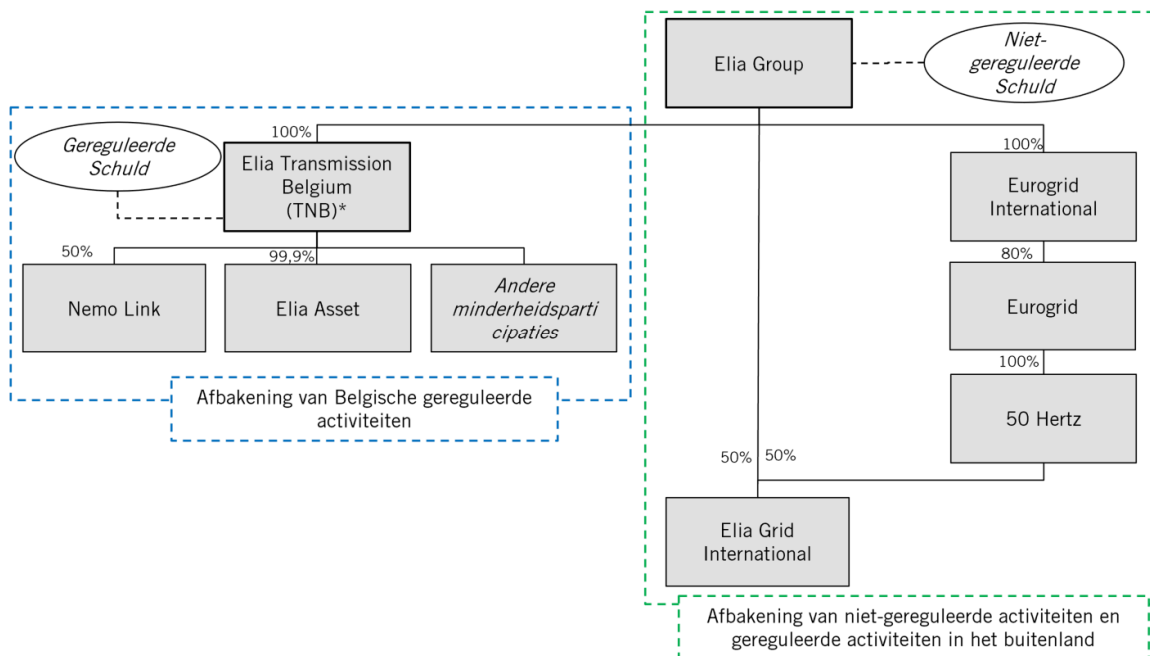 Elia Group
Niet-
gereguleerde
Schuld
100%
Gereguleerde
Schuld
Elia Transmission
Belgium
(TNB)*
100%
Eurogrid
International
50%
99,9%
80%
Nemo Link
Elia Asset
Andere
minderheidsparti
cipaties
Eurogrid
100%
Afbakening van Belgische gereguleerde
activiteiten
50 Hertz
50%
50%
Elia Grid
International
Afbakening van niet-gereguleerde activiteiten en
gereguleerde activiteiten in het buitenland